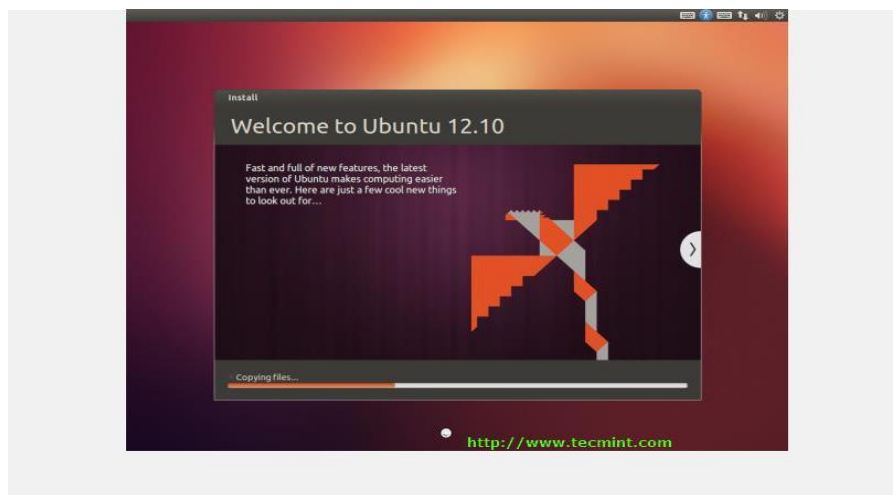 Install
Welcome to Ubuntu 12.10
Fast and full of new features, the latest
version of Ubuntu makes computing easier
than ever. Here are just a few cool new things
to look out for...
Copying files...
http://www.tecmint.com